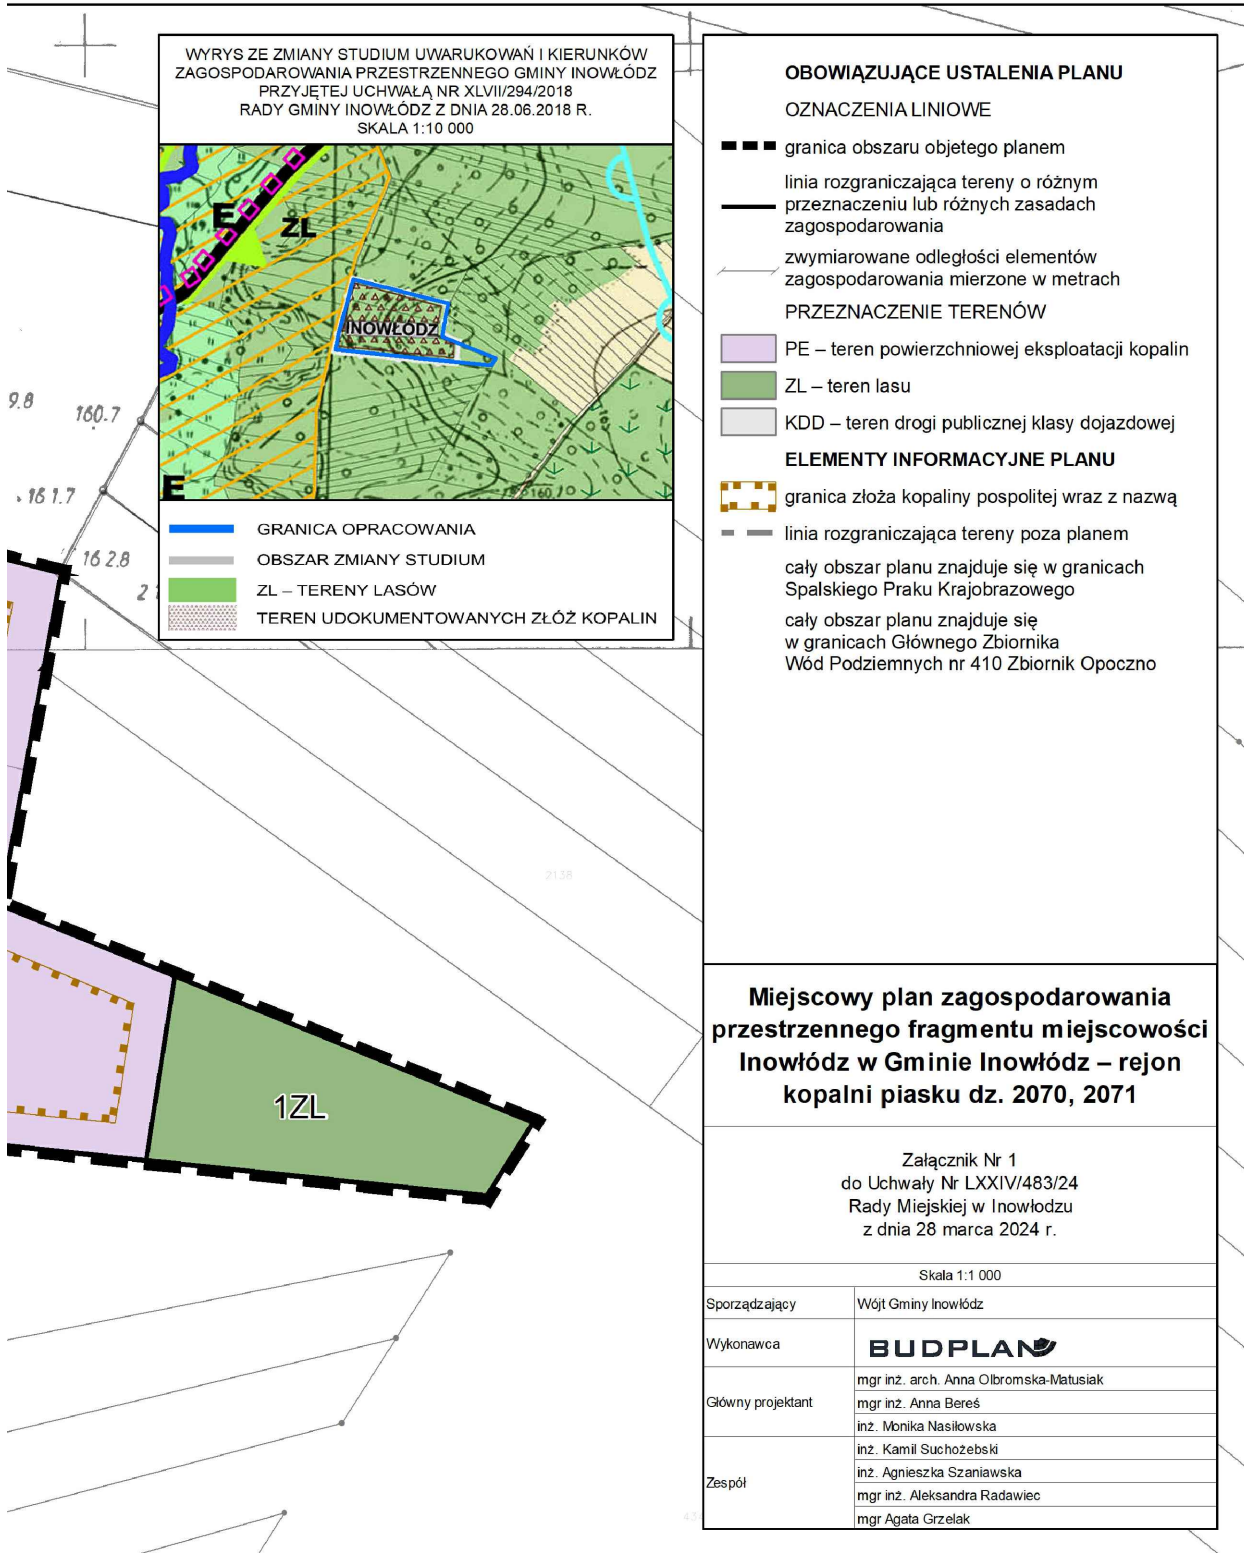 WYRYS ZE ZMIANY STUDIUM UWARUKOWAŃ I KIERUNKÓW
ZAGOSPODAROWANIA PRZESTRZENNEGO GMINY INOWŁÓDZ
PRZYJĘTEJ UCHWAŁĄ NR XLVII/294/2018
RADY GMINY INOWŁÓDZ Z DNIA 28.06.2018 R.
SKALA 1:10 000
E
ZL
INOWŁÓDZ
E
160.7
GRANICA OPRACOWANIA
OBSZAR ZMIANY STUDIUM
ZL – TERENY LASÓW
TEREN UDOKUMENTOWANYCH ZŁÓŻ KOPALIN
9.8
160.7
161.7
162.8
2138
1ZL
OBOWIĄZUJĄCE USTALENIA PLANU
OZNACZENIA LINIOWE
granica obszaru objetego planem
linia rozgraniczająca tereny o różnym
przeznaczeniu lub różnych zasadach
zagospodarowania
zwymiarowane odległości elementów
zagospodarowania mierzone w metrach
PRZEZNACZENIE TERENÓW
PE – teren powierzchniowej eksploatacji kopalin
ZL – teren lasu
KDD – teren drogi publicznej klasy dojazdowej
ELEMENTY INFORMACYJNE PLANU
granica złoża kopaliny pospolitej wraz z nazwą
linia rozgraniczająca tereny poza planem
cały obszar planu znajduje się w granicach
Spalskiego Praku Krajobrazowego
cały obszar planu znajduje się
w granicach Głównego Zbiornika
Wód Podziemnych nr 410 Zbiornik Opoczno
Miejscowy plan zagospodarowania
przestrzennego fragmentu miejscowości
Inowłódz w Gminie Inowłódz – rejon
kopalni piasku dz. 2070, 2071
Załącznik Nr 1
do Uchwały Nr LXXIV/483/24
Rady Miejskiej w Inowłodzu
z dnia 28 marca 2024 r.
Skala 1:1 000
Sporządzający Wójt Gminy Inowłódz
Wykonawca BUDPLAN
Główny projektant
mgr inż. arch. Anna Olbromska-Matusiak
mgr inż. Anna Bereś
inż. Monika Nasiłowska
Zespół
inż. Kamil Suchożebski
inż. Agnieszka Szaniawska
mgr inż. Aleksandra Radawiec
mgr Agata Grzelak